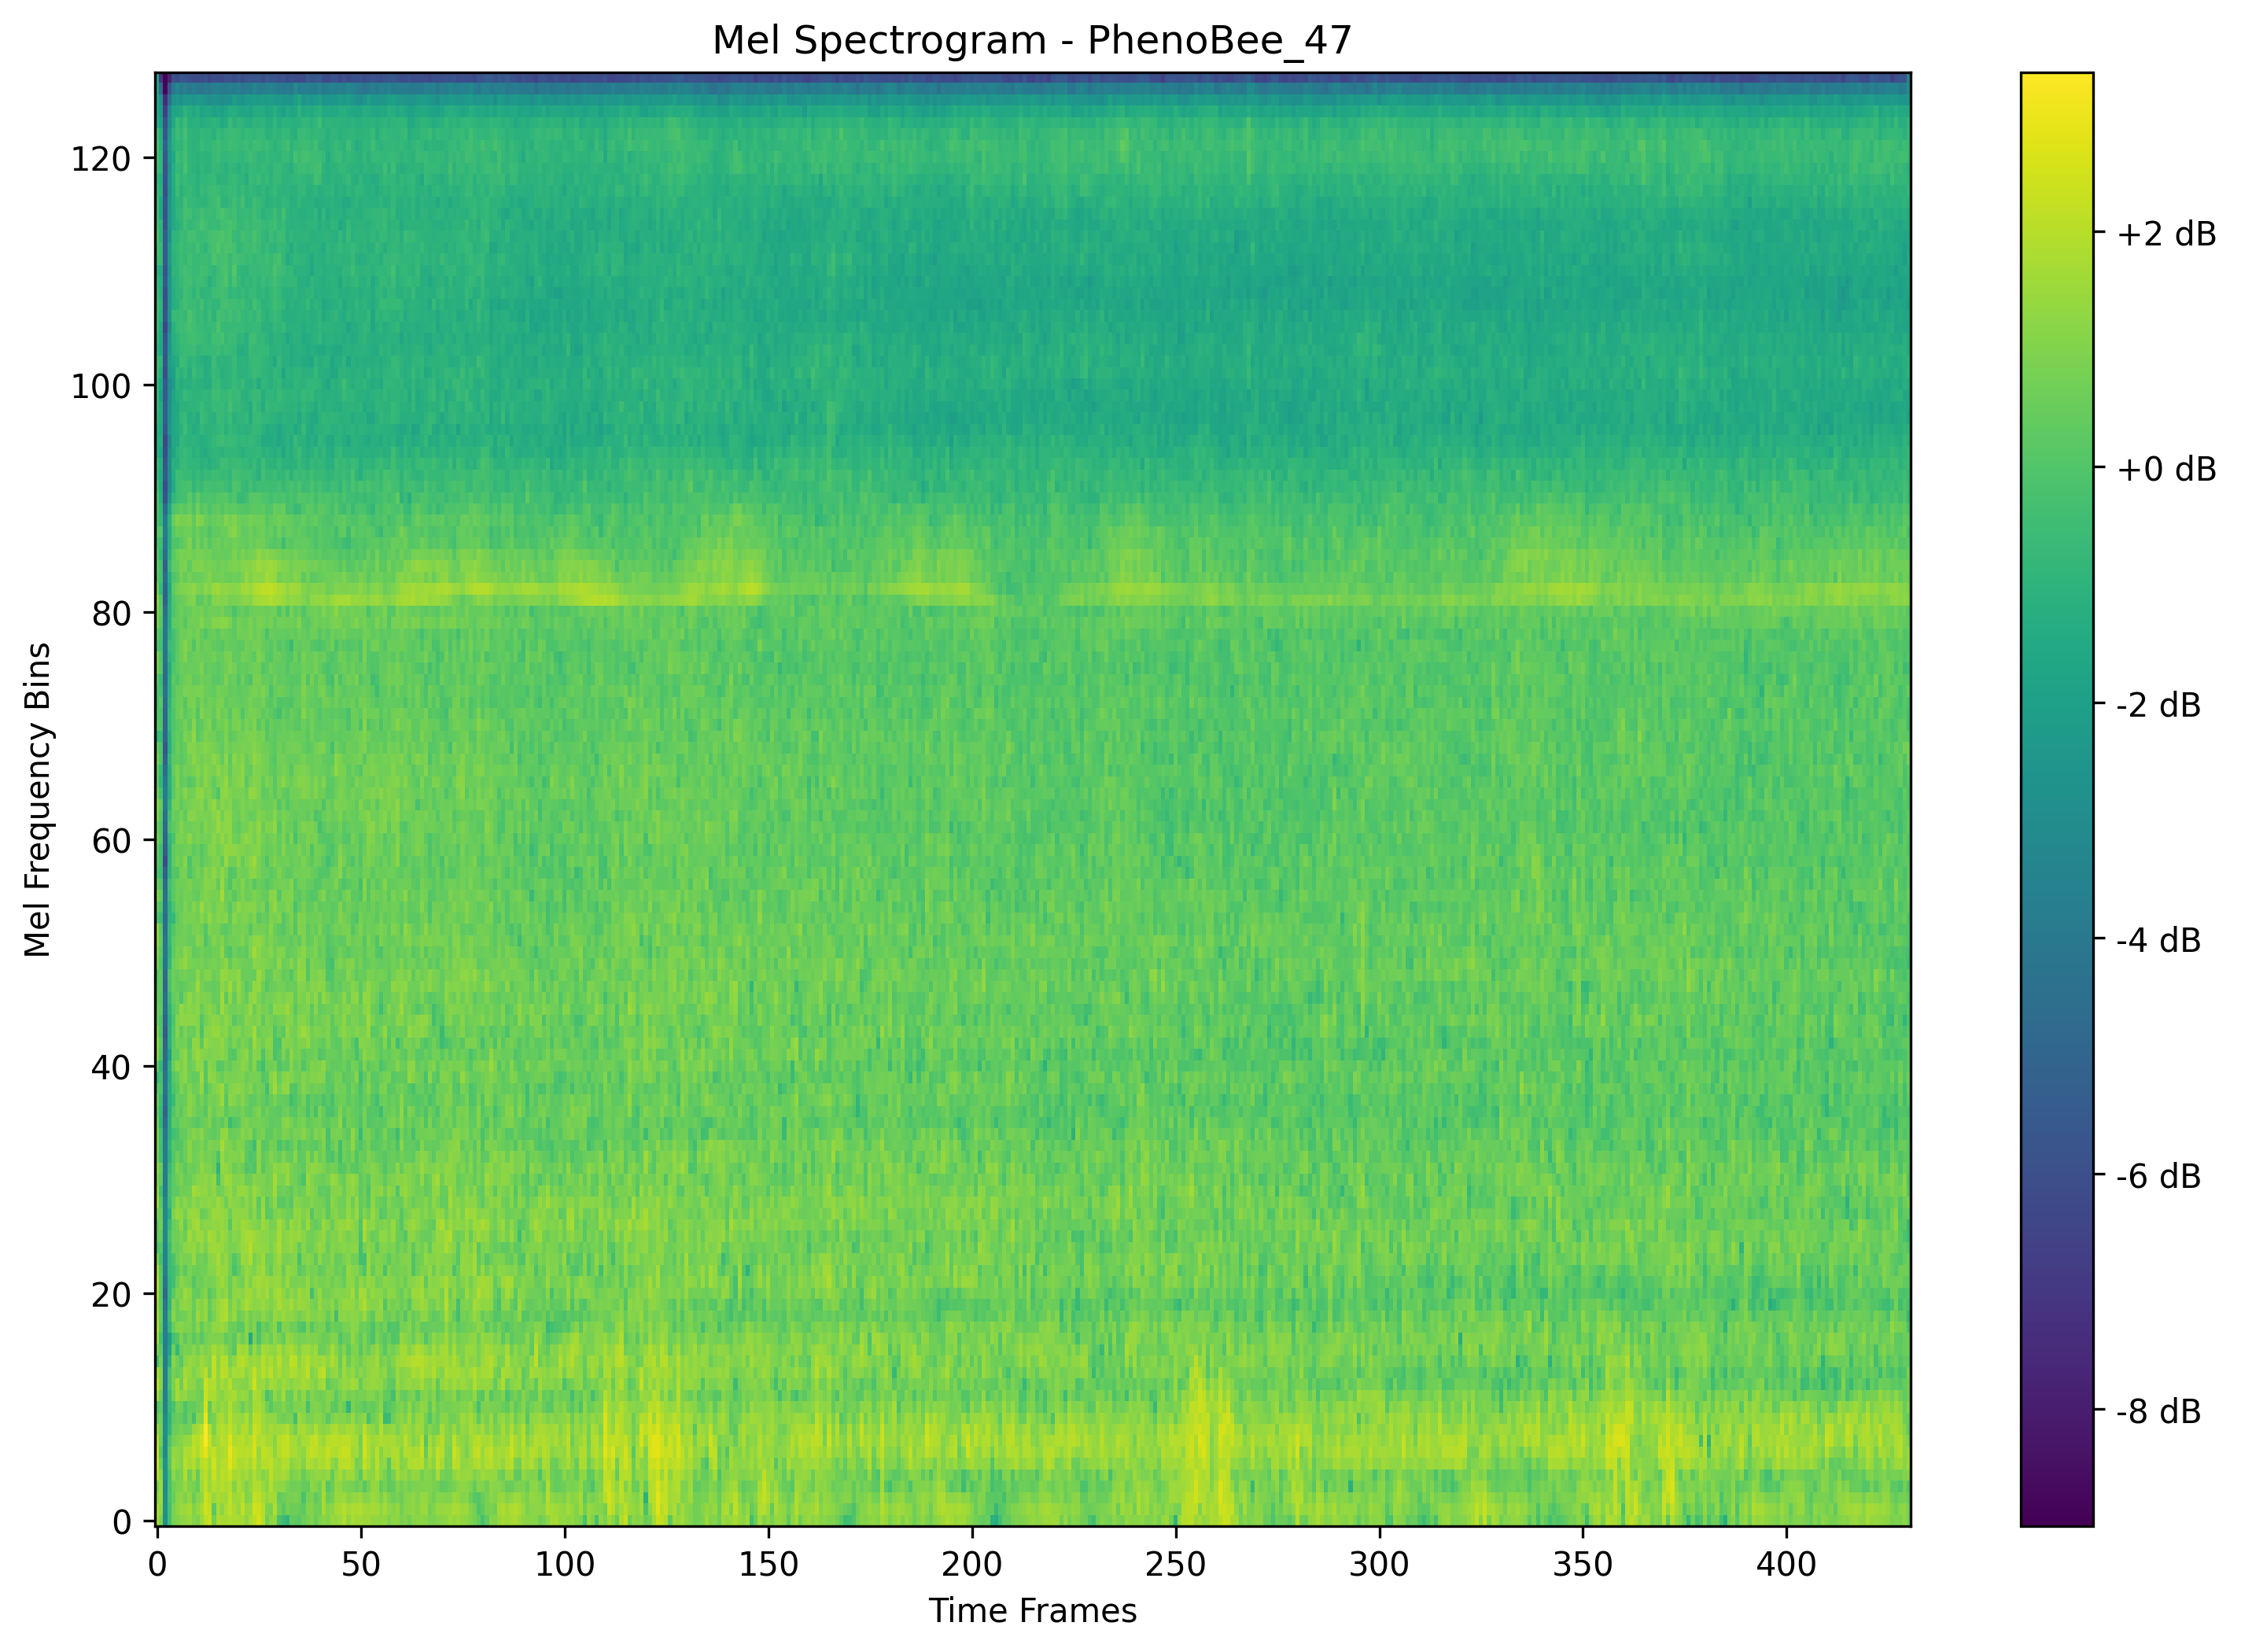 Mel Spectrogram - PhenoBee_47
Mel Frequency Bins
120
100
80
60
40
20
0
0 50 100 150 200 250 300 350 400
Time Frames
+2 dB
+0 dB
-2 dB
-4 dB
-6 dB
-8 dB